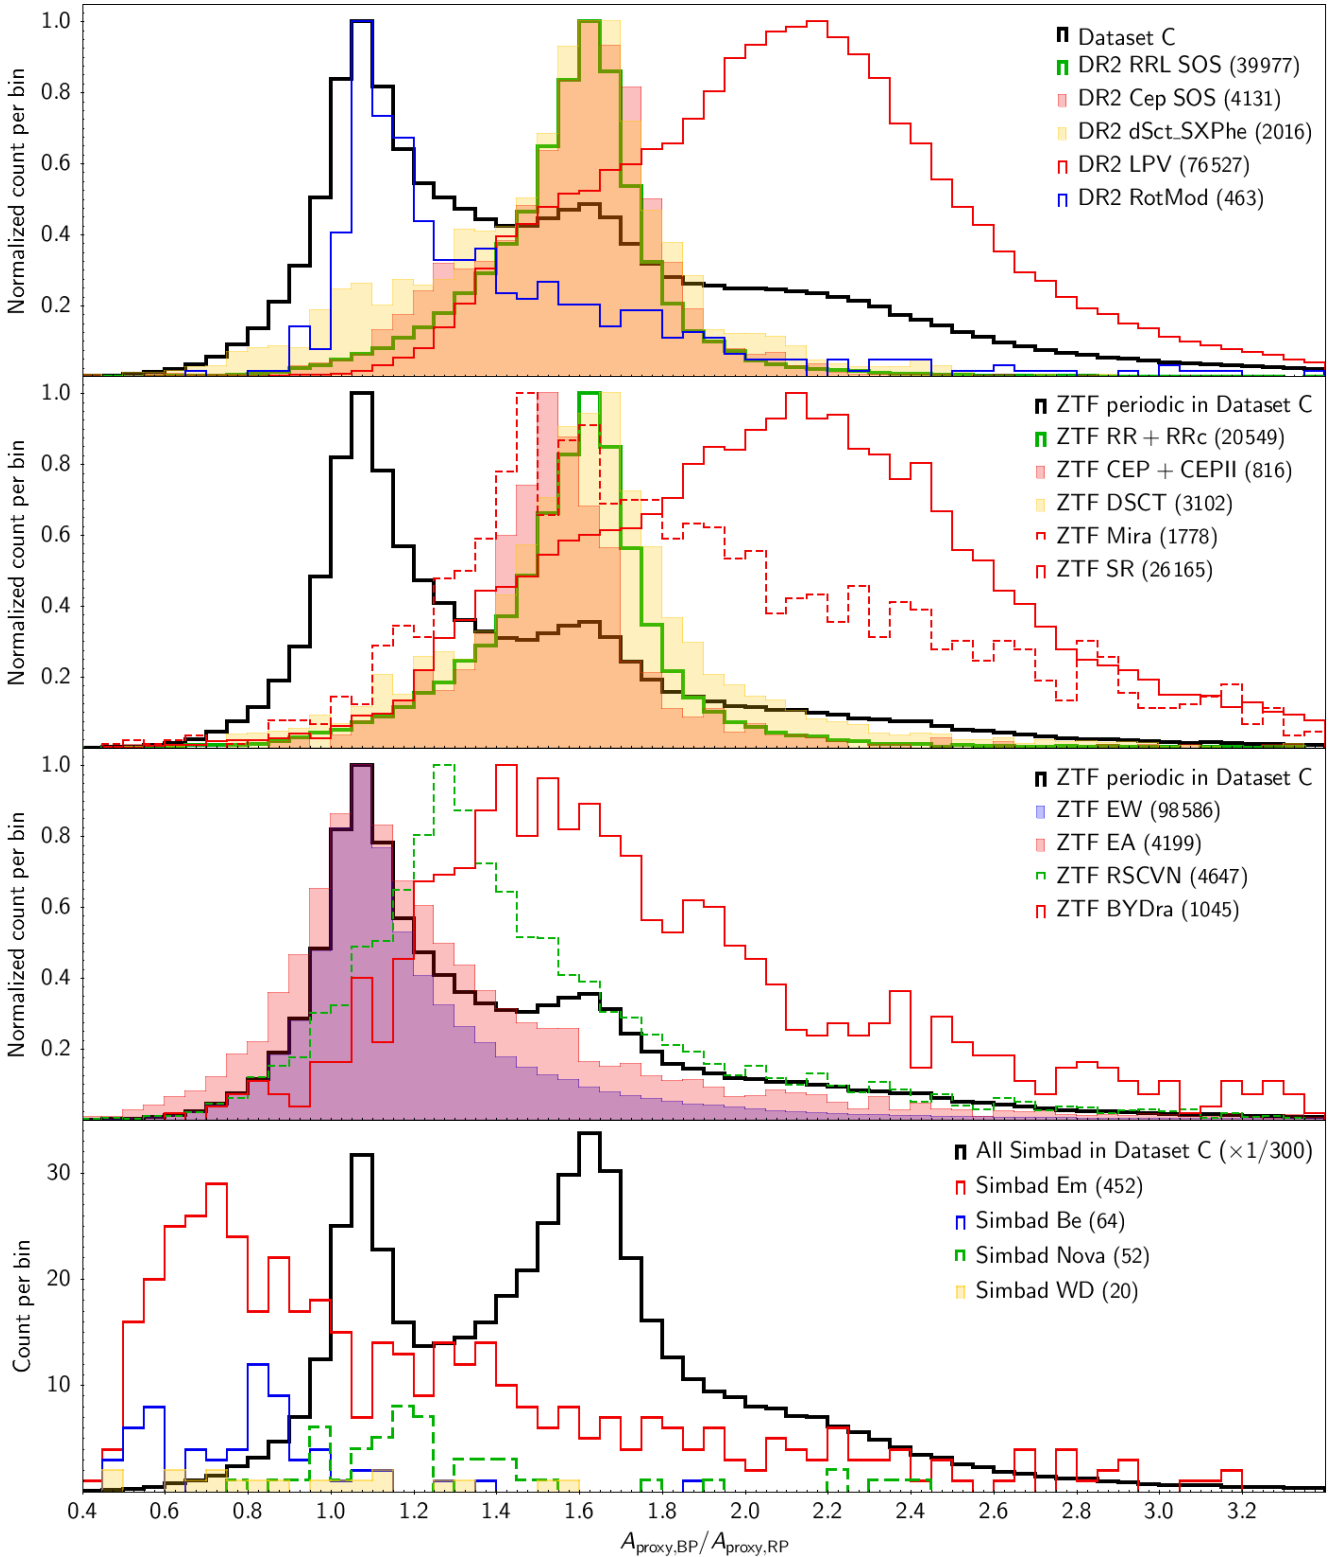 Normalized count per bin
1.0
0.8
0.6
0.4
0.2
Dataset C
DR2 RRL SOS (39977)
DR2 Cep SOS (4131)
DR2 dSct_SXPhe (2016)
DR2 LPV (76527)
DR2 RotMod (463)
Normalized count per bin
1.0
0.8
0.6
0.4
0.2
ZTF periodic in Dataset C
ZTF RR + RRc (20549)
ZTF CEP + CEPII (816)
ZTF DSCT (3102)
ZTF Mira (1778)
ZTF SR (26165)
Normalized count per bin
1.0
0.8
0.6
0.4
0.2
ZTF periodic in Dataset C
ZTF EW (98586)
ZTF EA (4199)
ZTF RSCVN (4647)
ZTF BYDra (1045)
Count per bin
30
20
10
All Simbad in Dataset C (×1/300)
Simbad Em (452)
Simbad Be (64)
Simbad Nova (52)
Simbad WD (20)
0.4 0.6 0.8 1.0 1.2 1.4 1.6 1.8 2.0 2.2 2.4 2.6 2.8 3.0 3.2
A_proxy,BP / A_proxy,RP